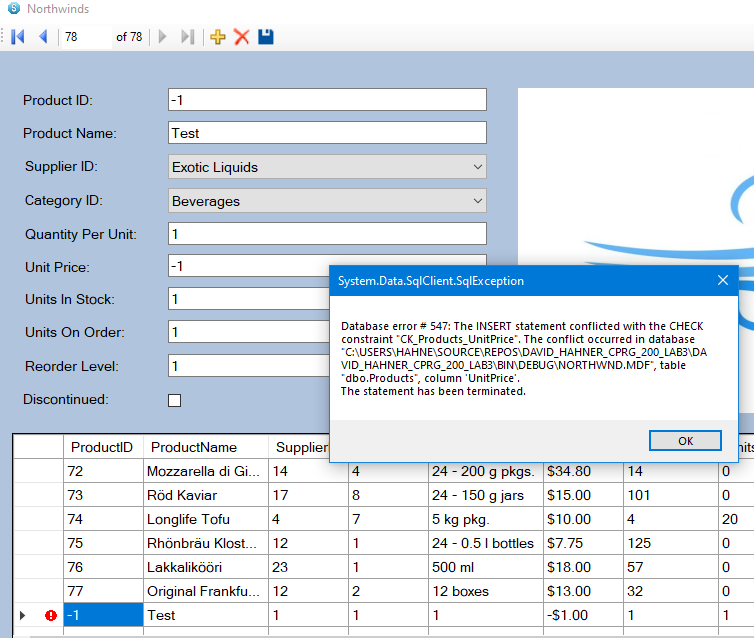 Northwinds
78 of 78
Product ID: -1
Product Name: Test
Supplier ID: Exotic Liquids
Category ID: Beverages
Quantity Per Unit: 1
Unit Price: -1
Units In Stock: 1
Units On Order: 1
Reorder Level: 1
Discontinued:
System.Data.SqlClient.SqlException
Database error # 547: The INSERT statement conflicted with the CHECK
constraint "CK_Products_UnitPrice". The conflict occurred in database
"C:\USERS\HAHNE\SOURCE\REPOS\DAVID_HAHNER_CPRG_200_LAB3\DA
VID_HAHNER_CPRG_200_LAB3\BIN\DEBUG\NORTHWND.MDF", table
"dbo.Products", column 'UnitPrice'.
The statement has been terminated.
OK
ProductID ProductName Supplier
72 Mozzarella di Gi... 14 4 24 - 200 g pkgs. $34.80 14 0
73 Röd Kaviar 17 8 24 - 150 g jars $15.00 101 0
74 Longlife Tofu 4 7 5 kg pkg. $10.00 4 20
75 Rhönbräu Klost... 12 1 24 - 0.5 l bottles $7.75 125 0
76 Lakkalikööri 23 1 500 ml $18.00 57 0
77 Original Frankfu... 12 2 12 boxes $13.00 32 0
-1 Test 1 1 1 -$1.00 1 1